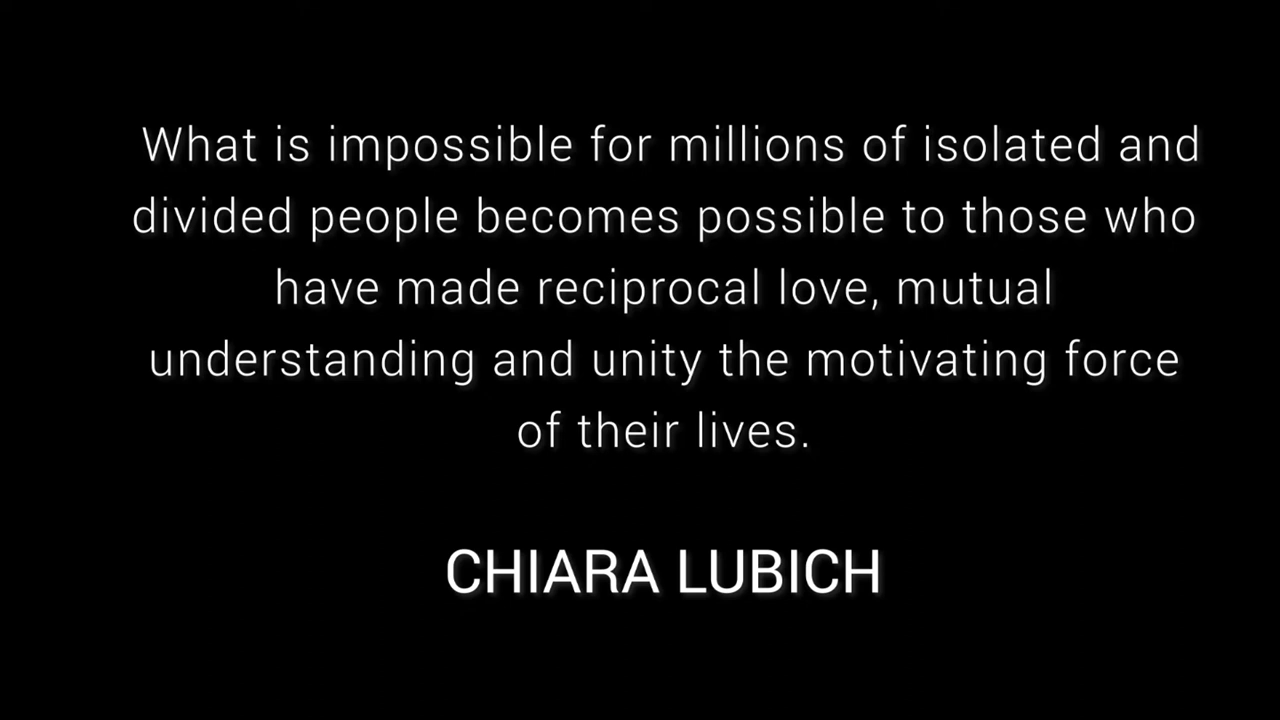 What is impossible for millions of isolated and
divided people becomes possible to those who
have made reciprocal love, mutual
understanding and unity the motivating force
of their lives.
CHIARA LUBICH